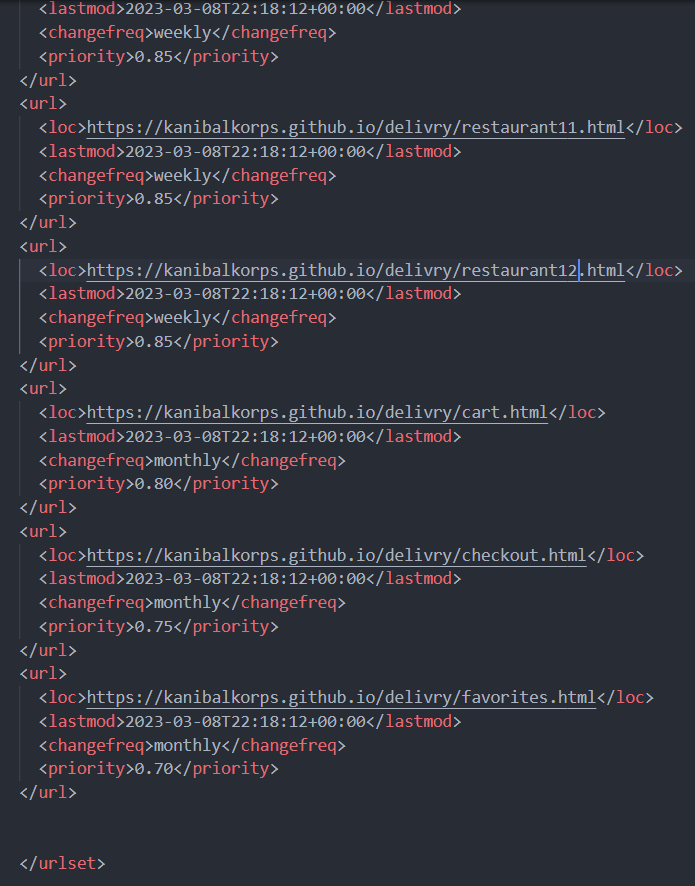 <lastmod>2023-03-08T22:18:12+00:00</lastmod>
<changefreq>weekly</changefreq>
<priority>0.85</priority>
</url>
<url>
<loc>https://kanibalkorps.github.io/delivry/restaurant11.html</loc>
<lastmod>2023-03-08T22:18:12+00:00</lastmod>
<changefreq>weekly</changefreq>
<priority>0.85</priority>
</url>
<url>
<loc>https://kanibalkorps.github.io/delivry/restaurant12.html</loc>
<lastmod>2023-03-08T22:18:12+00:00</lastmod>
<changefreq>weekly</changefreq>
<priority>0.85</priority>
</url>
<url>
<loc>https://kanibalkorps.github.io/delivry/cart.html</loc>
<lastmod>2023-03-08T22:18:12+00:00</lastmod>
<changefreq>monthly</changefreq>
<priority>0.80</priority>
</url>
<url>
<loc>https://kanibalkorps.github.io/delivry/checkout.html</loc>
<lastmod>2023-03-08T22:18:12+00:00</lastmod>
<changefreq>monthly</changefreq>
<priority>0.75</priority>
</url>
<url>
<loc>https://kanibalkorps.github.io/delivry/favorites.html</loc>
<lastmod>2023-03-08T22:18:12+00:00</lastmod>
<changefreq>monthly</changefreq>
<priority>0.70</priority>
</url>
</urlset>